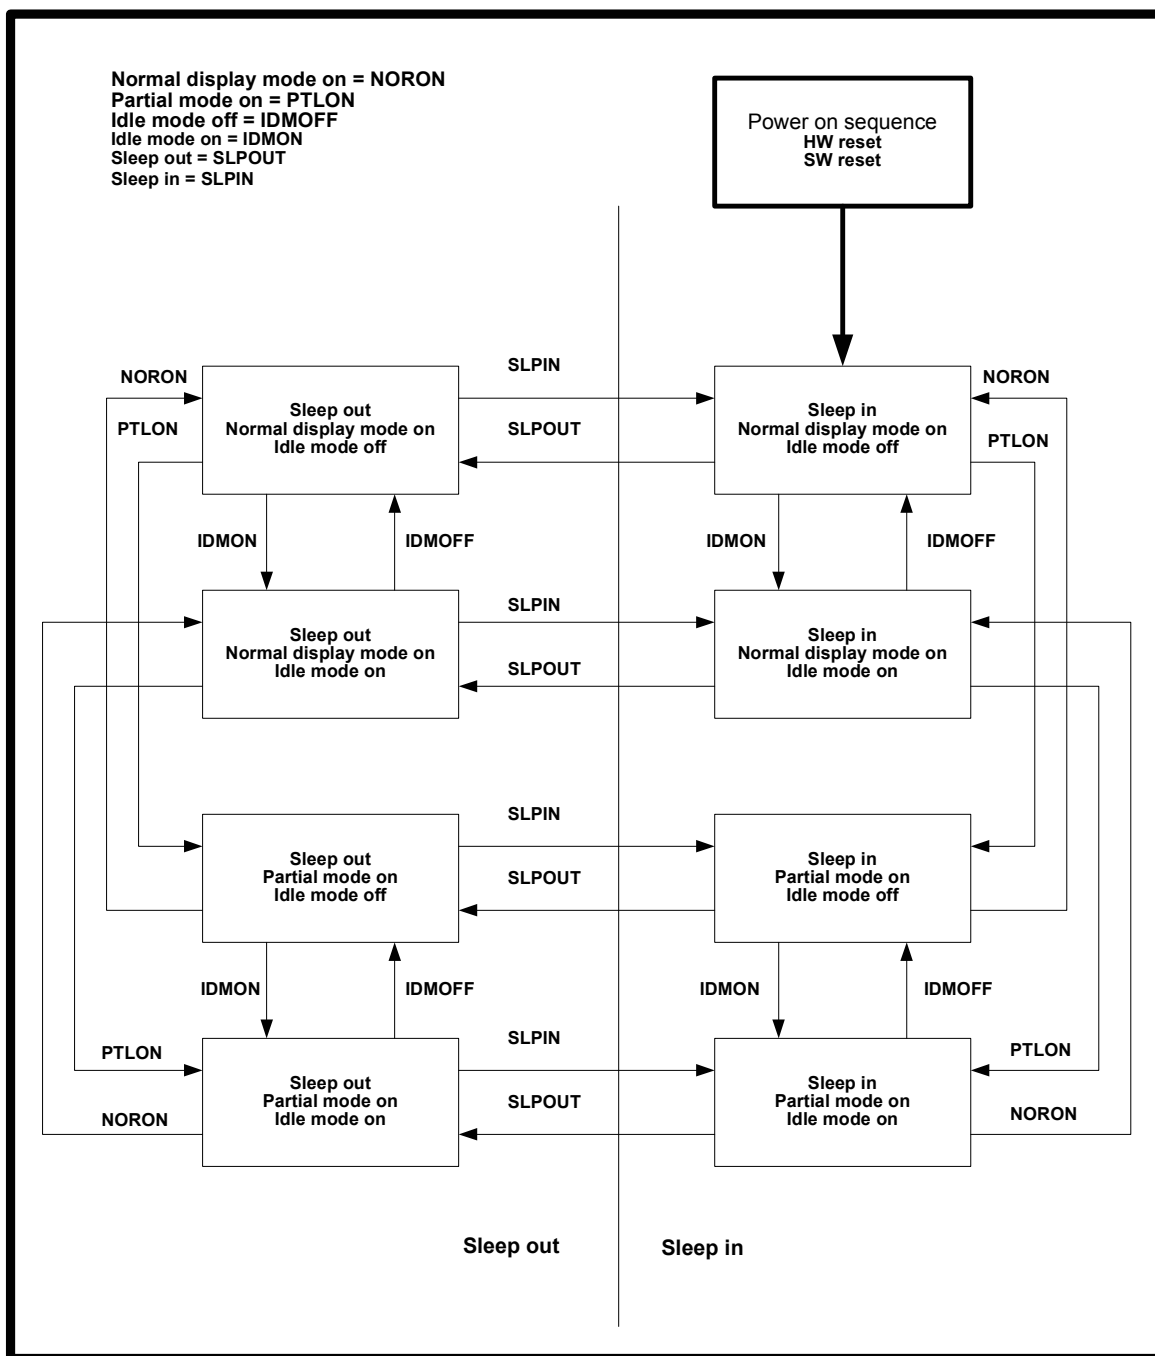 Normal display mode on = NORON
Partial mode on = PTLON
Idle mode off = IDMOFF
Idle mode on = IDMON
Sleep out = SLPOUT
Sleep in = SLPIN
Power on sequence
HW reset
SW reset
NORON
PTLON
Sleep out
Normal display mode on
Idle mode off
SLPIN
SLPOUT
Sleep in
Normal display mode on
Idle mode off
NORON
PTLON
IDMON
IDMOFF
IDMON
IDMOFF
Sleep out
Normal display mode on
Idle mode on
SLPIN
SLPOUT
Sleep in
Normal display mode on
Idle mode on
Sleep out
Partial mode on
Idle mode off
SLPIN
SLPOUT
Sleep in
Partial mode on
Idle mode off
IDMON
IDMOFF
IDMON
IDMOFF
PTLON
NORON
Sleep out
Partial mode on
Idle mode on
SLPIN
SLPOUT
Sleep in
Partial mode on
Idle mode on
PTLON
NORON
Sleep out
Sleep in